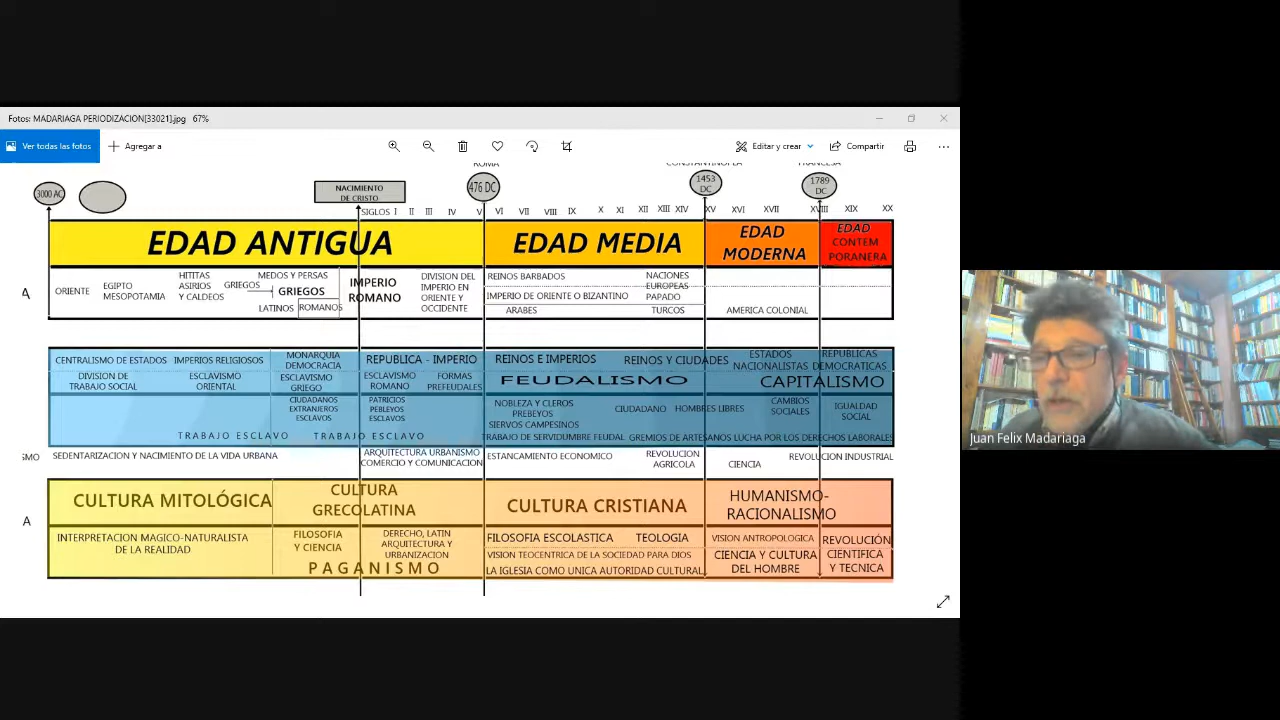 Fotos: MADARIAGA PERIODIZACION[33021].jpg 67%
Ver todas las fotos
Agregar a
Editar y crear
Compartir
ROMA
CONSTANTINOPLA
FRANCESA
3000 AC
NACIMIENTO
DE CRISTO
476 DC
1453
DC
1789
DC
SIGLOS I II III IV V VI VII VIII IX X XI XII XIII XIV XV XVI XVII XVIII XIX XX
EDAD ANTIGUA
EDAD MEDIA
EDAD
MODERNA
EDAD
CONTEM
PORANERA
A
ORIENTE
EGIPTO
MESOPOTAMIA
HITITAS
ASIRIOS
Y CALDEOS
GRIEGOS
MEDOS Y PERSAS
GRIEGOS
LATINOS
ROMANOS
IMPERIO
ROMANO
DIVISION DEL
IMPERIO EN
ORIENTE Y
OCCIDENTE
REINOS BARBADOS
IMPERIO DE ORIENTE O BIZANTINO
ARABES
NACIONES
EUROPEAS
PAPADO
TURCOS
AMERICA COLONIAL
CENTRALISMO DE ESTADOS
IMPERIOS RELIGIOSOS
MONARQUIA
DEMOCRACIA
REPUBLICA - IMPERIO
REINOS E IMPERIOS
REINOS Y CIUDADES
ESTADOS
NACIONALISTAS
REPUBLICAS
DEMOCRATICAS
DIVISION DE
TRABAJO SOCIAL
ESCLAVISMO
ORIENTAL
ESCLAVISMO
GRIEGO
ESCLAVISMO
ROMANO
FORMAS
PREFEUDALES
FEUDALISMO
CAPITALISMO
CIUDADANOS
EXTRANJEROS
ESCLAVOS
PATRICIOS
PEBLEYOS
ESCLAVOS
NOBLEZA Y CLEROS
PREBEYOS
SIERVOS CAMPESINOS
CIUDADANO
HOMBRES LIBRES
CAMBIOS
SOCIALES
IGUALDAD
SOCIAL
TRABAJO ESCLAVO
TRABAJO ESCLAVO
TRABAJO DE SERVIDUMBRE FEUDAL
GREMIOS DE ARTESANOS
LUCHA POR LOS DERECHOS LABORALES
SMO
SEDENTARIZACION Y NACIMIENTO DE LA VIDA URBANA
ARQUITECTURA URBANISMO
COMERCIO Y COMUNICACION
ESTANCAMIENTO ECONOMICO
REVOLUCION
AGRICOLA
CIENCIA
REVOLUCION INDUSTRIAL
A
CULTURA MITOLÓGICA
CULTURA
GRECOLATINA
CULTURA CRISTIANA
HUMANISMO-
RACIONALISMO
INTERPRETACION MAGICO-NATURALISTA
DE LA REALIDAD
FILOSOFIA
Y CIENCIA
DERECHO, LATIN
ARQUITECTURA Y
URBANIZACION
PAGANISMO
FILOSOFIA ESCOLASTICA
TEOLOGIA
VISION TEOCENTRICA DE LA SOCIEDAD PARA DIOS
LA IGLESIA COMO UNICA AUTORIDAD CULTURAL
VISION ANTROPOLOGICA
CIENCIA Y CULTURA
DEL HOMBRE
REVOLUCIÓN
CIENTIFICA
Y TECNICA
Juan Felix Madariaga